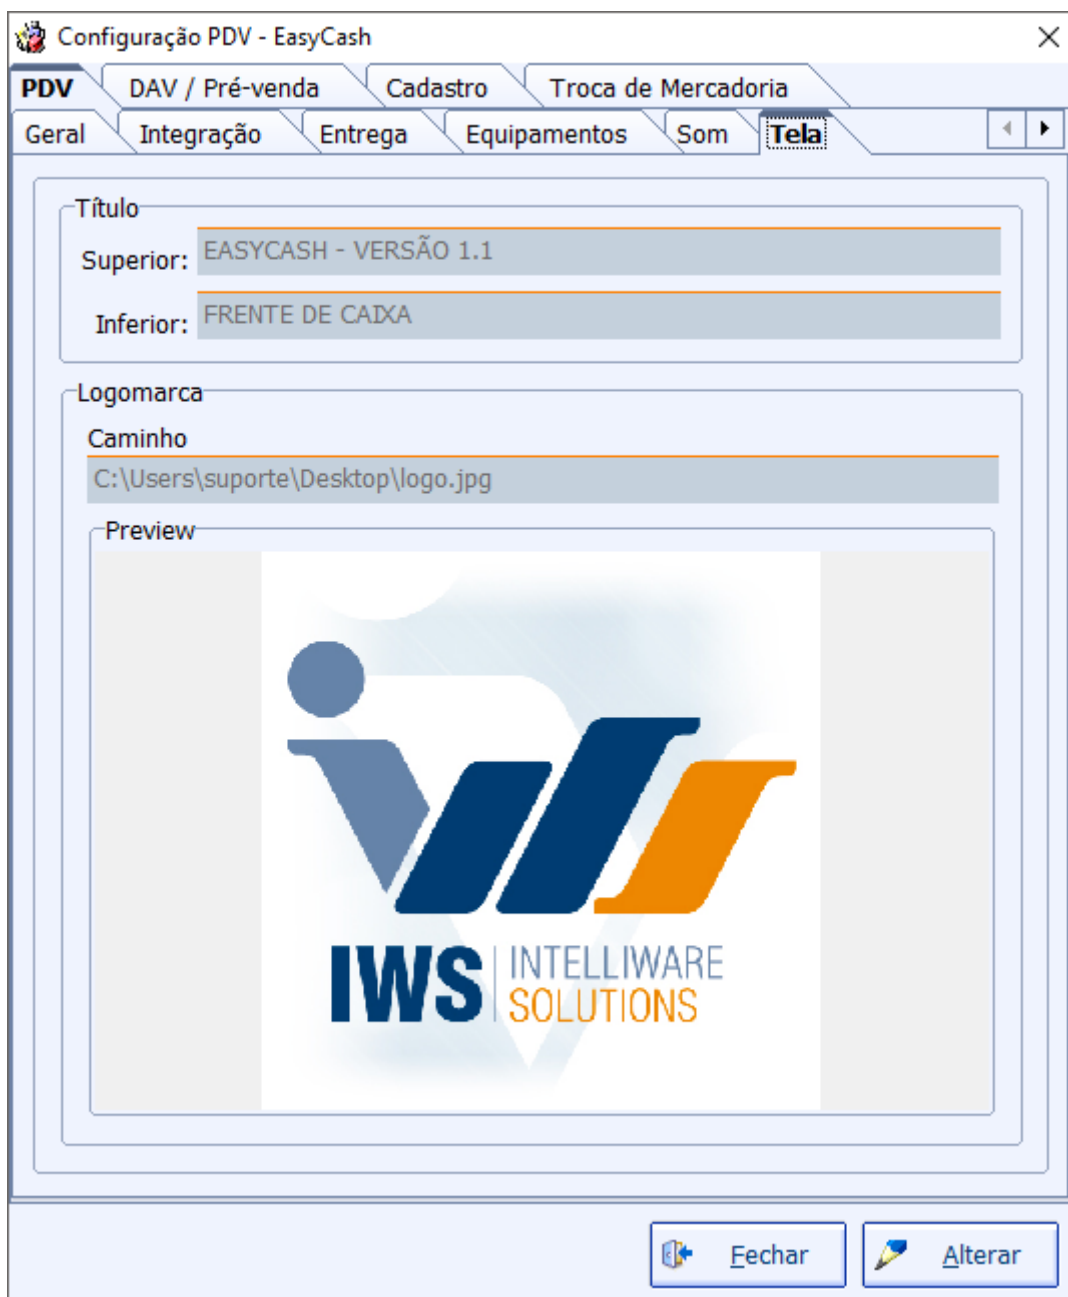 Configuração PDV - EasyCash
PDV DAV / Pré-venda Cadastro Troca de Mercadoria
Geral Integração Entrega Equipamentos Som Tela
Título
Superior: EASYCASH - VERSÃO 1.1
Inferior: FRENTE DE CAIXA
Logomarca
Caminho
C:\Users\suporte\Desktop\logo.jpg
Preview
IWS INTELLIWARE
SOLUTIONS
Fechar Alterar